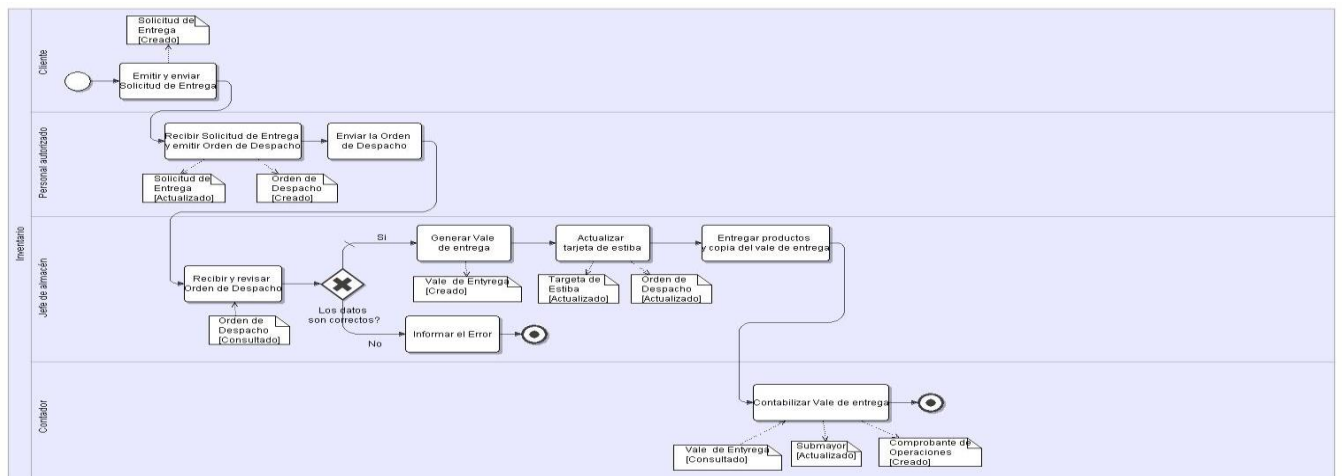 Inventario
Cliente
Solicitud de
Entrega
[Creado]
Emitir y enviar
Solicitud de Entrega
Personal autorizado
Recibir Solicitud de Entrega
y emitir Orden de Despacho
Enviar la Orden
de Despacho
Solicitud de
Entrega
[Actualizado]
Orden de
Despacho
[Creado]
Jefe de almacén
Recibir y revisar
Orden de Despacho
Orden de
Despacho
[Consultado]
Los datos
son correctos?
Si
No
Generar Vale
de entrega
Vale de Entyrega
[Creado]
Actualizar
tarjeta de estiba
Targeta de
Estiba
[Actualizado]
Orden de
Despacho
[Actualizado]
Entregar productos
y copia del vale de entrega
Informar el Error
Contador
Contabilizar Vale de entrega
Vale de Entyrega
[Consultado]
Submayor
[Actualizado]
Comprobante de
Operaciones
[Creado]